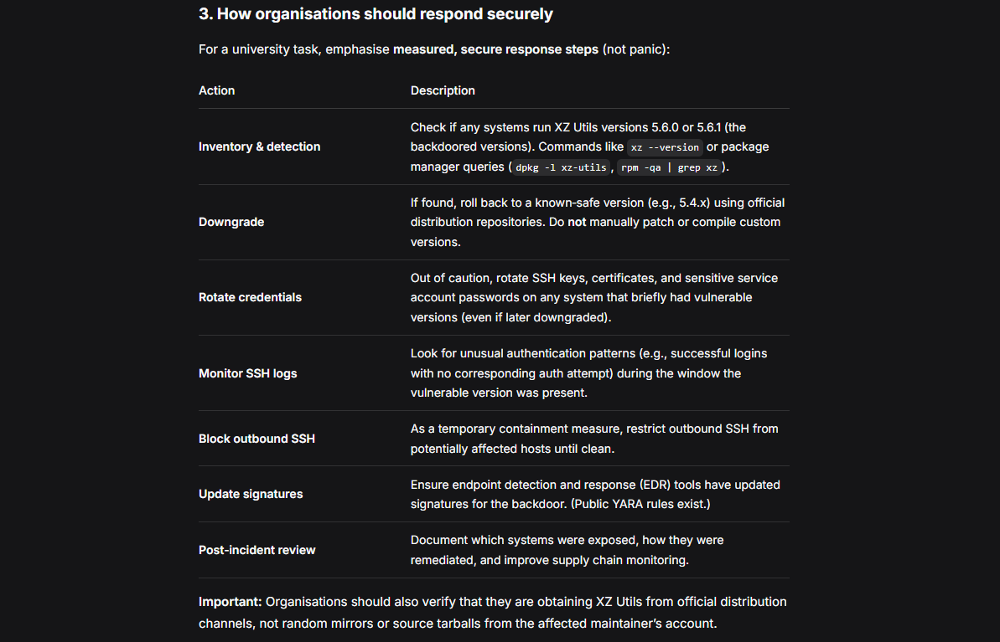 3. How organisations should respond securely
For a university task, emphasise measured, secure response steps (not panic):
Action Description
Check if any systems run XZ Utils versions 5.6.0 or 5.6.1 (the
Inventory & detection backdoored versions). Commands like xz --version or package
manager queries ( dpkg -l xz-utils , rpm -qa | grep xz ).
If found, roll back to a known-safe version (e.g., 5.4.x) using official
Downgrade distribution repositories. Do not manually patch or compile custom
versions.
Out of caution, rotate SSH keys, certificates, and sensitive service
Rotate credentials account passwords on any system that briefly had vulnerable
versions (even if later downgraded).
Look for unusual authentication patterns (e.g., successful logins
Monitor SSH logs with no corresponding auth attempt) during the window the
vulnerable version was present.
Block outbound SSH As a temporary containment measure, restrict outbound SSH from
potentially affected hosts until clean.
Update signatures Ensure endpoint detection and response (EDR) tools have updated
signatures for the backdoor. (Public YARA rules exist.)
Post-incident review Document which systems were exposed, how they were
remediated, and improve supply chain monitoring.
Important: Organisations should also verify that they are obtaining XZ Utils from official distribution
channels, not random mirrors or source tarballs from the affected maintainer's account.